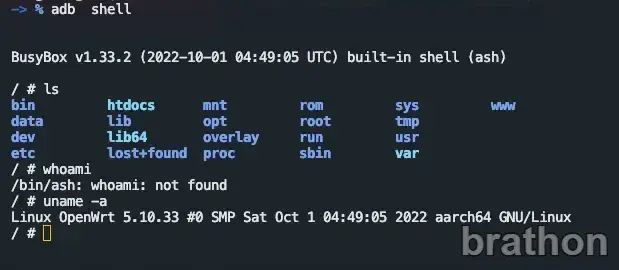 -> % adb  shell
BusyBox v1.33.2 (2022-10-01 04:49:05 UTC) built-in shell (ash)
/ # ls
bin htdocs mnt rom sys www
data lib opt root tmp
dev lib64 overlay run usr
etc lost+found proc sbin var
/ # whoami
/bin/ash: whoami: not found
/ # uname -a
Linux OpenWrt 5.10.33 #0 SMP Sat Oct 1 04:49:05 2022 aarch64 GNU/Linux
/ #
brathon